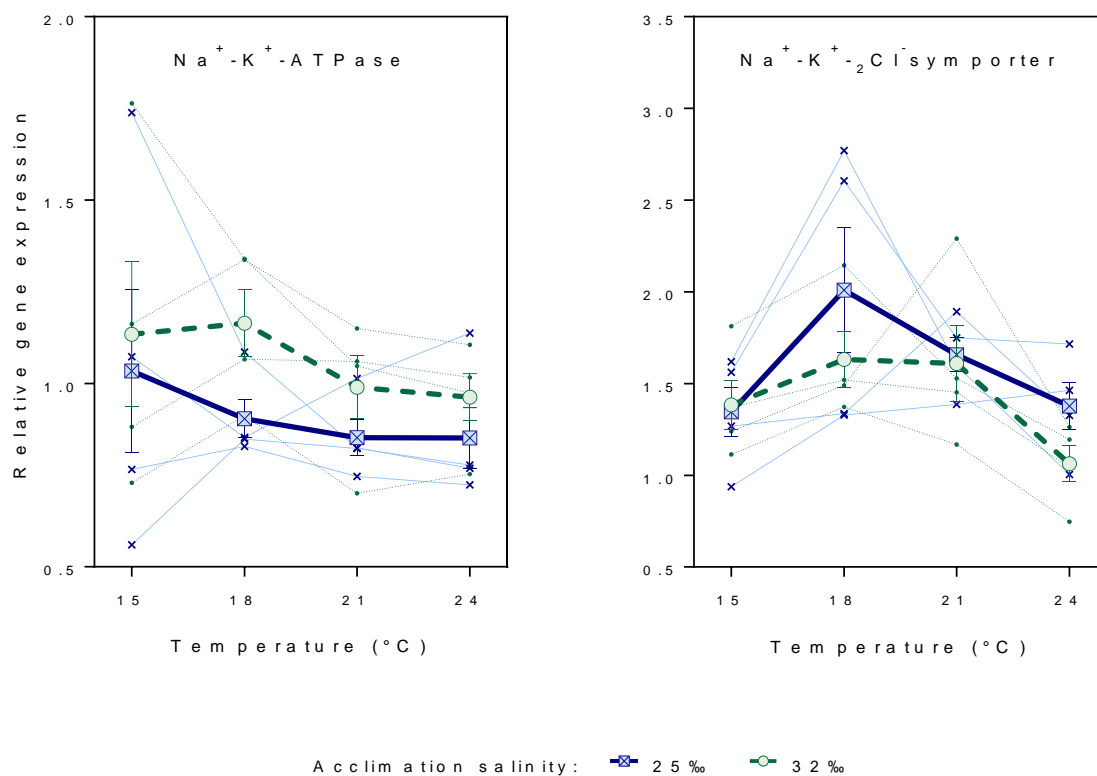 Na+-K+-ATPase
Relative gene expression
2.0
1.5
1.0
0.5
15 18 21 24
Temperature (°C)
Na+-K+-2Cl- symporter
3.5
3.0
2.5
2.0
1.5
1.0
0.5
15 18 21 24
Temperature (°C)
Acclimation salinity: 25‰ 32‰